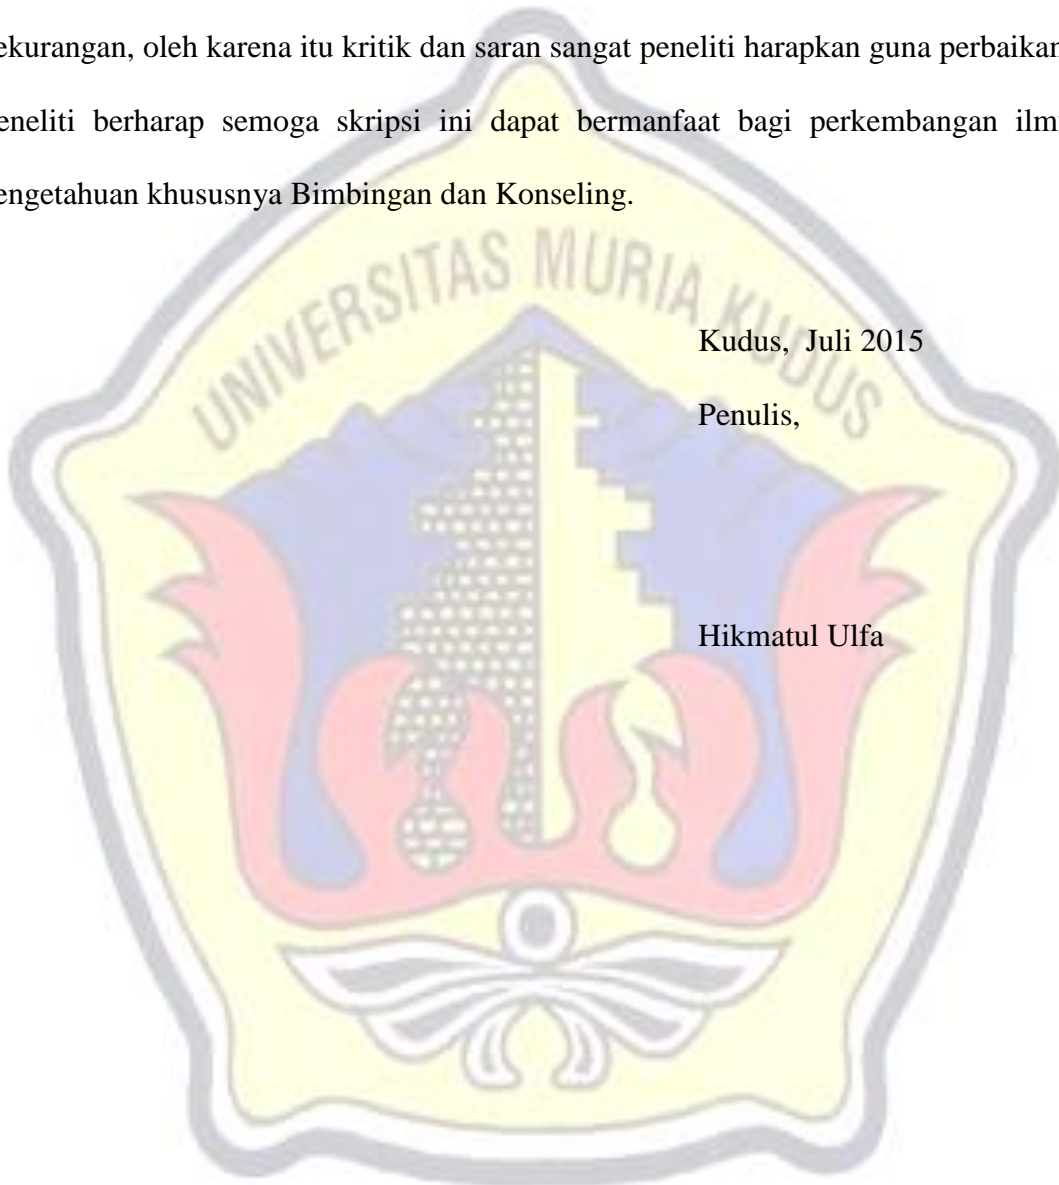 ekurangan, oleh karena itu kritik dan saran sangat peneliti harapkan guna perbaikan
eneliti berharap semoga skripsi ini dapat bermanfaat bagi perkembangan ilm
engetahuan khususnya Bimbingan dan Konseling.
UNIVERSITAS MURIA KUDUS
Kudus, Juli 2015
Penulis,
Hikmatul Ulfa